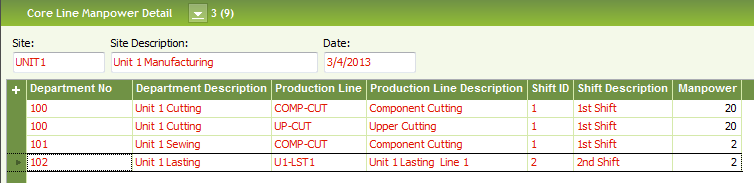 Core Line Manpower Detail 3 (9)
Site: Site Description: Date:
UNIT1 Unit 1 Manufacturing 3/4/2013
Department No Department Description Production Line Production Line Description Shift ID Shift Description Manpower
100 Unit 1 Cutting COMP-CUT Component Cutting 1 1st Shift 20
100 Unit 1 Cutting UP-CUT Upper Cutting 1 1st Shift 20
101 Unit 1 Sewing COMP-CUT Component Cutting 1 1st Shift 2
102 Unit 1 Lasting U1-LST1 Unit 1 Lasting Line 1 2 2nd Shift 2